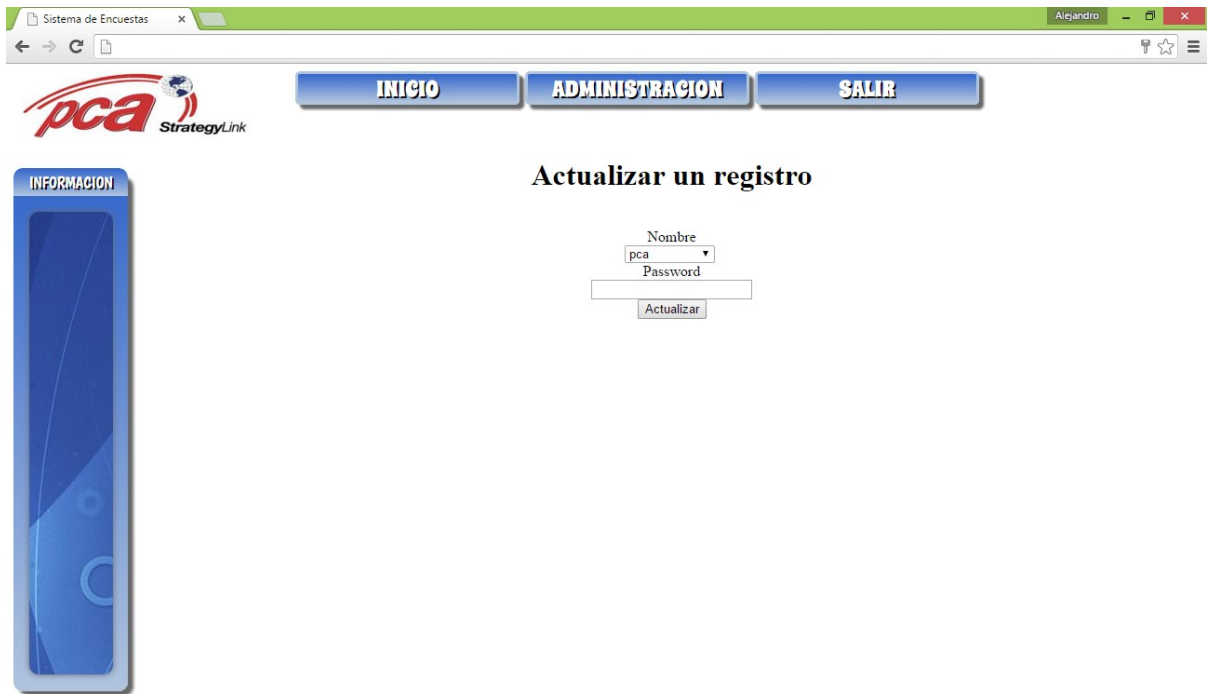 Sistema de Encuestas
Alejandro
pca
StrategyLink
INICIO
ADMINISTRACION
SALIR
INFORMACION
Actualizar un registro
Nombre
pca
Password
Actualizar